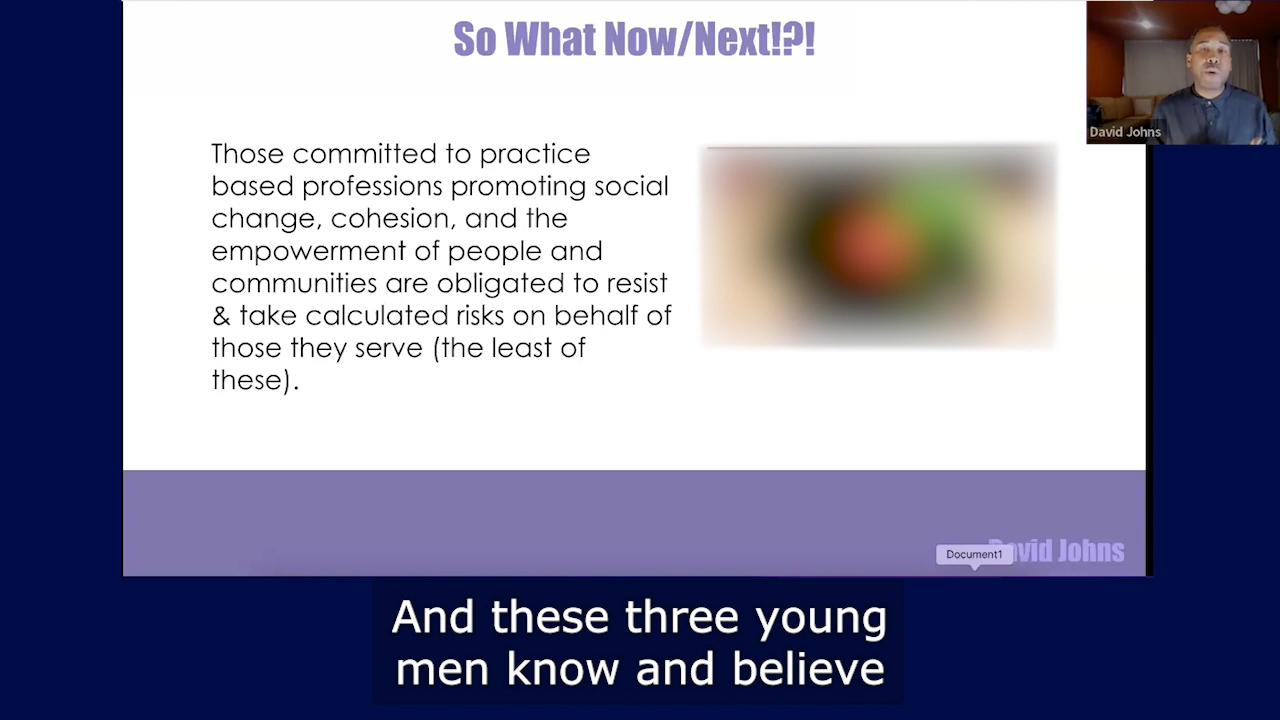 So What Now/Next!?!
David Johns
Those committed to practice
based professions promoting social
change, cohesion, and the
empowerment of people and
communities are obligated to resist
& take calculated risks on behalf of
those they serve (the least of
these).
David Johns
Document1
And these three young
men know and believe